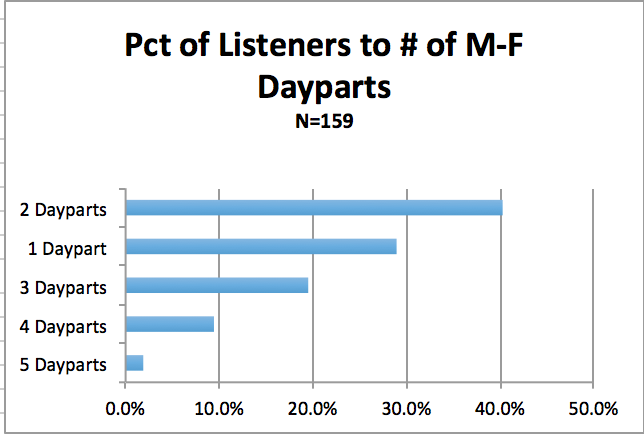 Pct of Listeners to # of M-F
Dayparts
N=159
2 Dayparts
1 Daypart
3 Dayparts
4 Dayparts
5 Dayparts
0.0% 10.0% 20.0% 30.0% 40.0% 50.0%